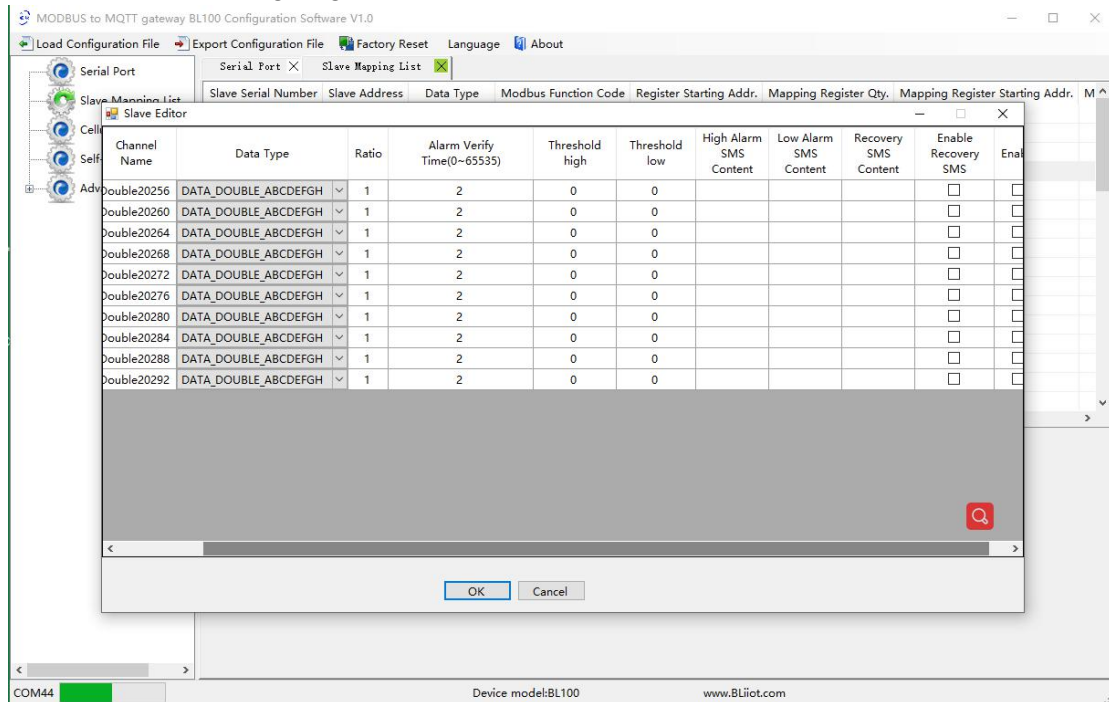 MODBUS to MQTT gateway BL100 Configuration Software V1.0
Load Configuration File Export Configuration File Factory Reset Language About
Serial Port
Slave Mapping List
Serial Port Slave Mapping List
Slave Serial Number Slave Address Data Type Modbus Function Code Register Starting Addr. Mapping Register Qty. Mapping Register Starting Addr. M
Slave Editor
Cell
Self-
Adv
Channel Name Data Type Ratio Alarm Verify Time(0~65535) Threshold high Threshold low High Alarm SMS Content Low Alarm SMS Content Recovery SMS Content Enable Recovery SMS Enal
Double20256 DATA_DOUBLE_ABCDEFGH 1 2 0 0
Double20260 DATA_DOUBLE_ABCDEFGH 1 2 0 0
Double20264 DATA_DOUBLE_ABCDEFGH 1 2 0 0
Double20268 DATA_DOUBLE_ABCDEFGH 1 2 0 0
Double20272 DATA_DOUBLE_ABCDEFGH 1 2 0 0
Double20276 DATA_DOUBLE_ABCDEFGH 1 2 0 0
Double20280 DATA_DOUBLE_ABCDEFGH 1 2 0 0
Double20284 DATA_DOUBLE_ABCDEFGH 1 2 0 0
Double20288 DATA_DOUBLE_ABCDEFGH 1 2 0 0
Double20292 DATA_DOUBLE_ABCDEFGH 1 2 0 0
OK Cancel
COM44 Device model:BL100 www.BLiiot.com